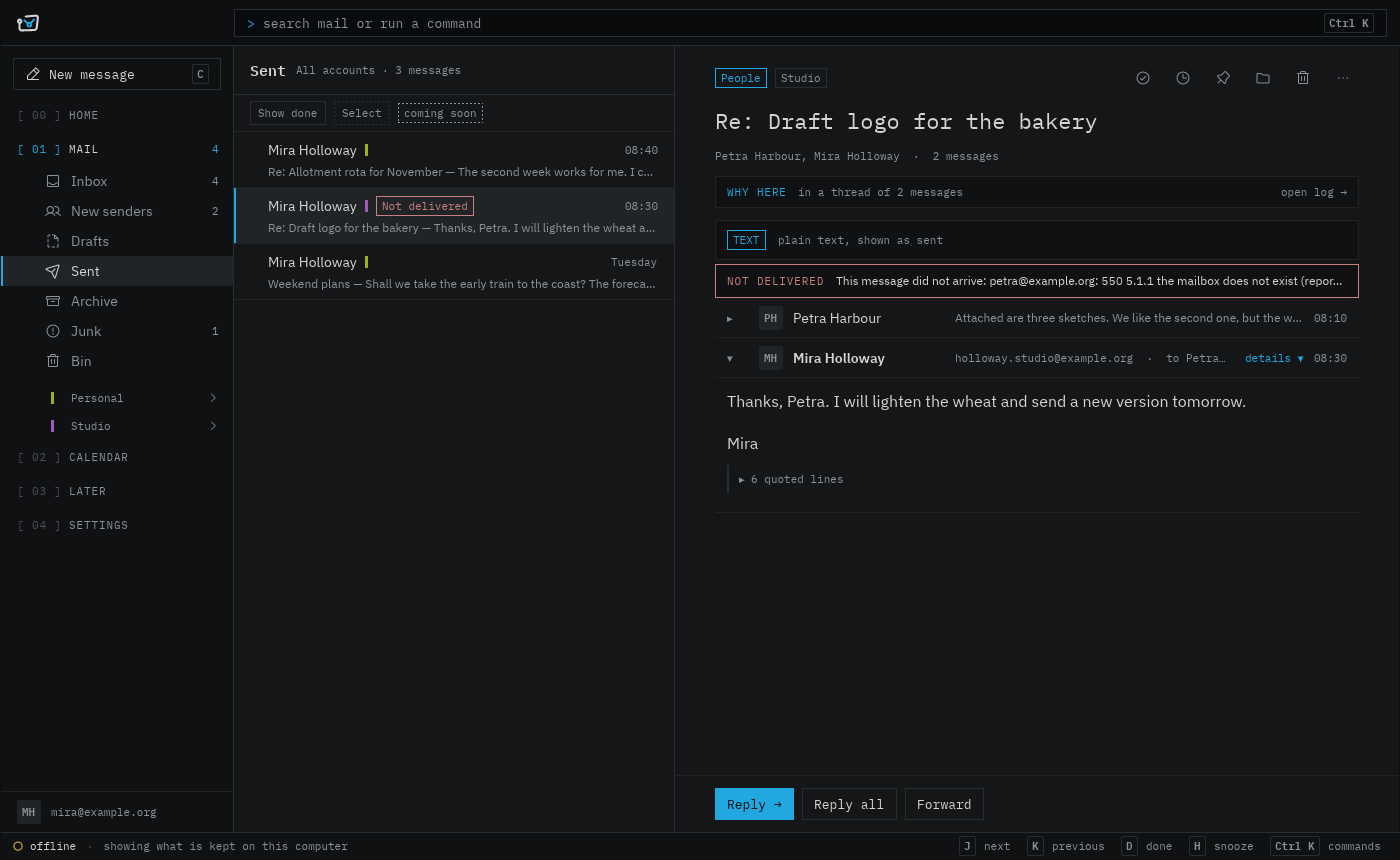 > search mail or run a command Ctrl K
New message C
[ 00 ] HOME
[ 01 ] MAIL 4
Inbox 4
New senders 2
Drafts
Sent
Archive
Junk 1
Bin
Personal
Studio
[ 02 ] CALENDAR
[ 03 ] LATER
[ 04 ] SETTINGS
MH mira@example.org
Sent All accounts · 3 messages
Show done Select coming soon
Mira Holloway 08:40
Re: Allotment rota for November — The second week works for me. I c...
Mira Holloway Not delivered 08:30
Re: Draft logo for the bakery — Thanks, Petra. I will lighten the wheat a...
Mira Holloway Tuesday
Weekend plans — Shall we take the early train to the coast? The foreca...
People Studio ...
Re: Draft logo for the bakery
Petra Harbour, Mira Holloway · 2 messages
WHY HERE in a thread of 2 messages open log →
TEXT plain text, shown as sent
NOT DELIVERED This message did not arrive: petra@example.org: 550 5.1.1 the mailbox does not exist (repor...
▸ PH Petra Harbour Attached are three sketches. We like the second one, but the w... 08:10
▾ MH Mira Holloway holloway.studio@example.org · to Petra… details ▾ 08:30
Thanks, Petra. I will lighten the wheat and send a new version tomorrow.
Mira
▸ 6 quoted lines
Reply → Reply all Forward
offline · showing what is kept on this computer J next K previous D done H snooze Ctrl K commands